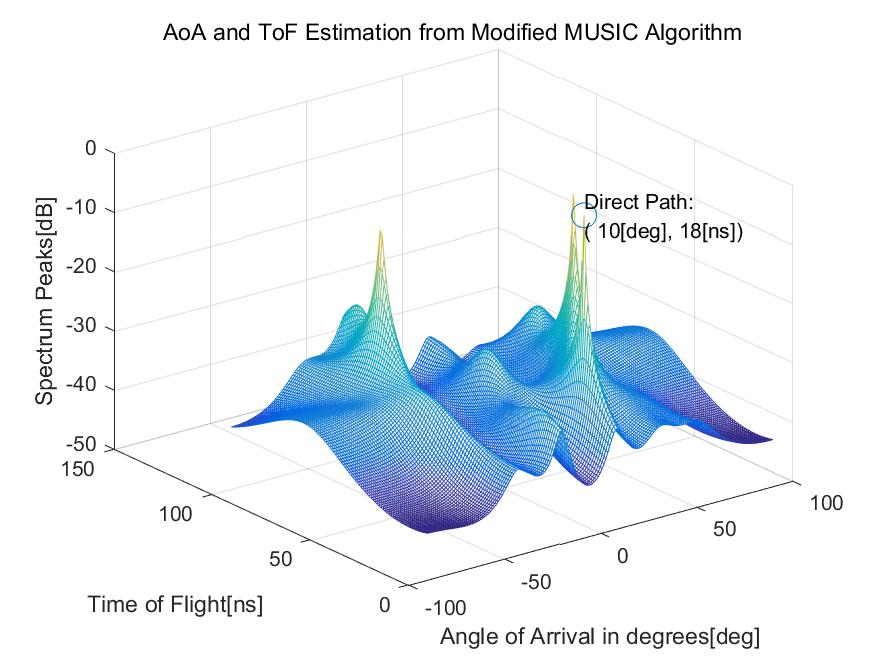 AoA and ToF Estimation from Modified MUSIC Algorithm
0
-10
-20
-30
-40
-50
Spectrum Peaks[dB]
Direct Path:
( 10[deg], 18[ns])
150
100
50
0
Time of Flight[ns]
-100
-50
0
50
100
Angle of Arrival in degrees[deg]